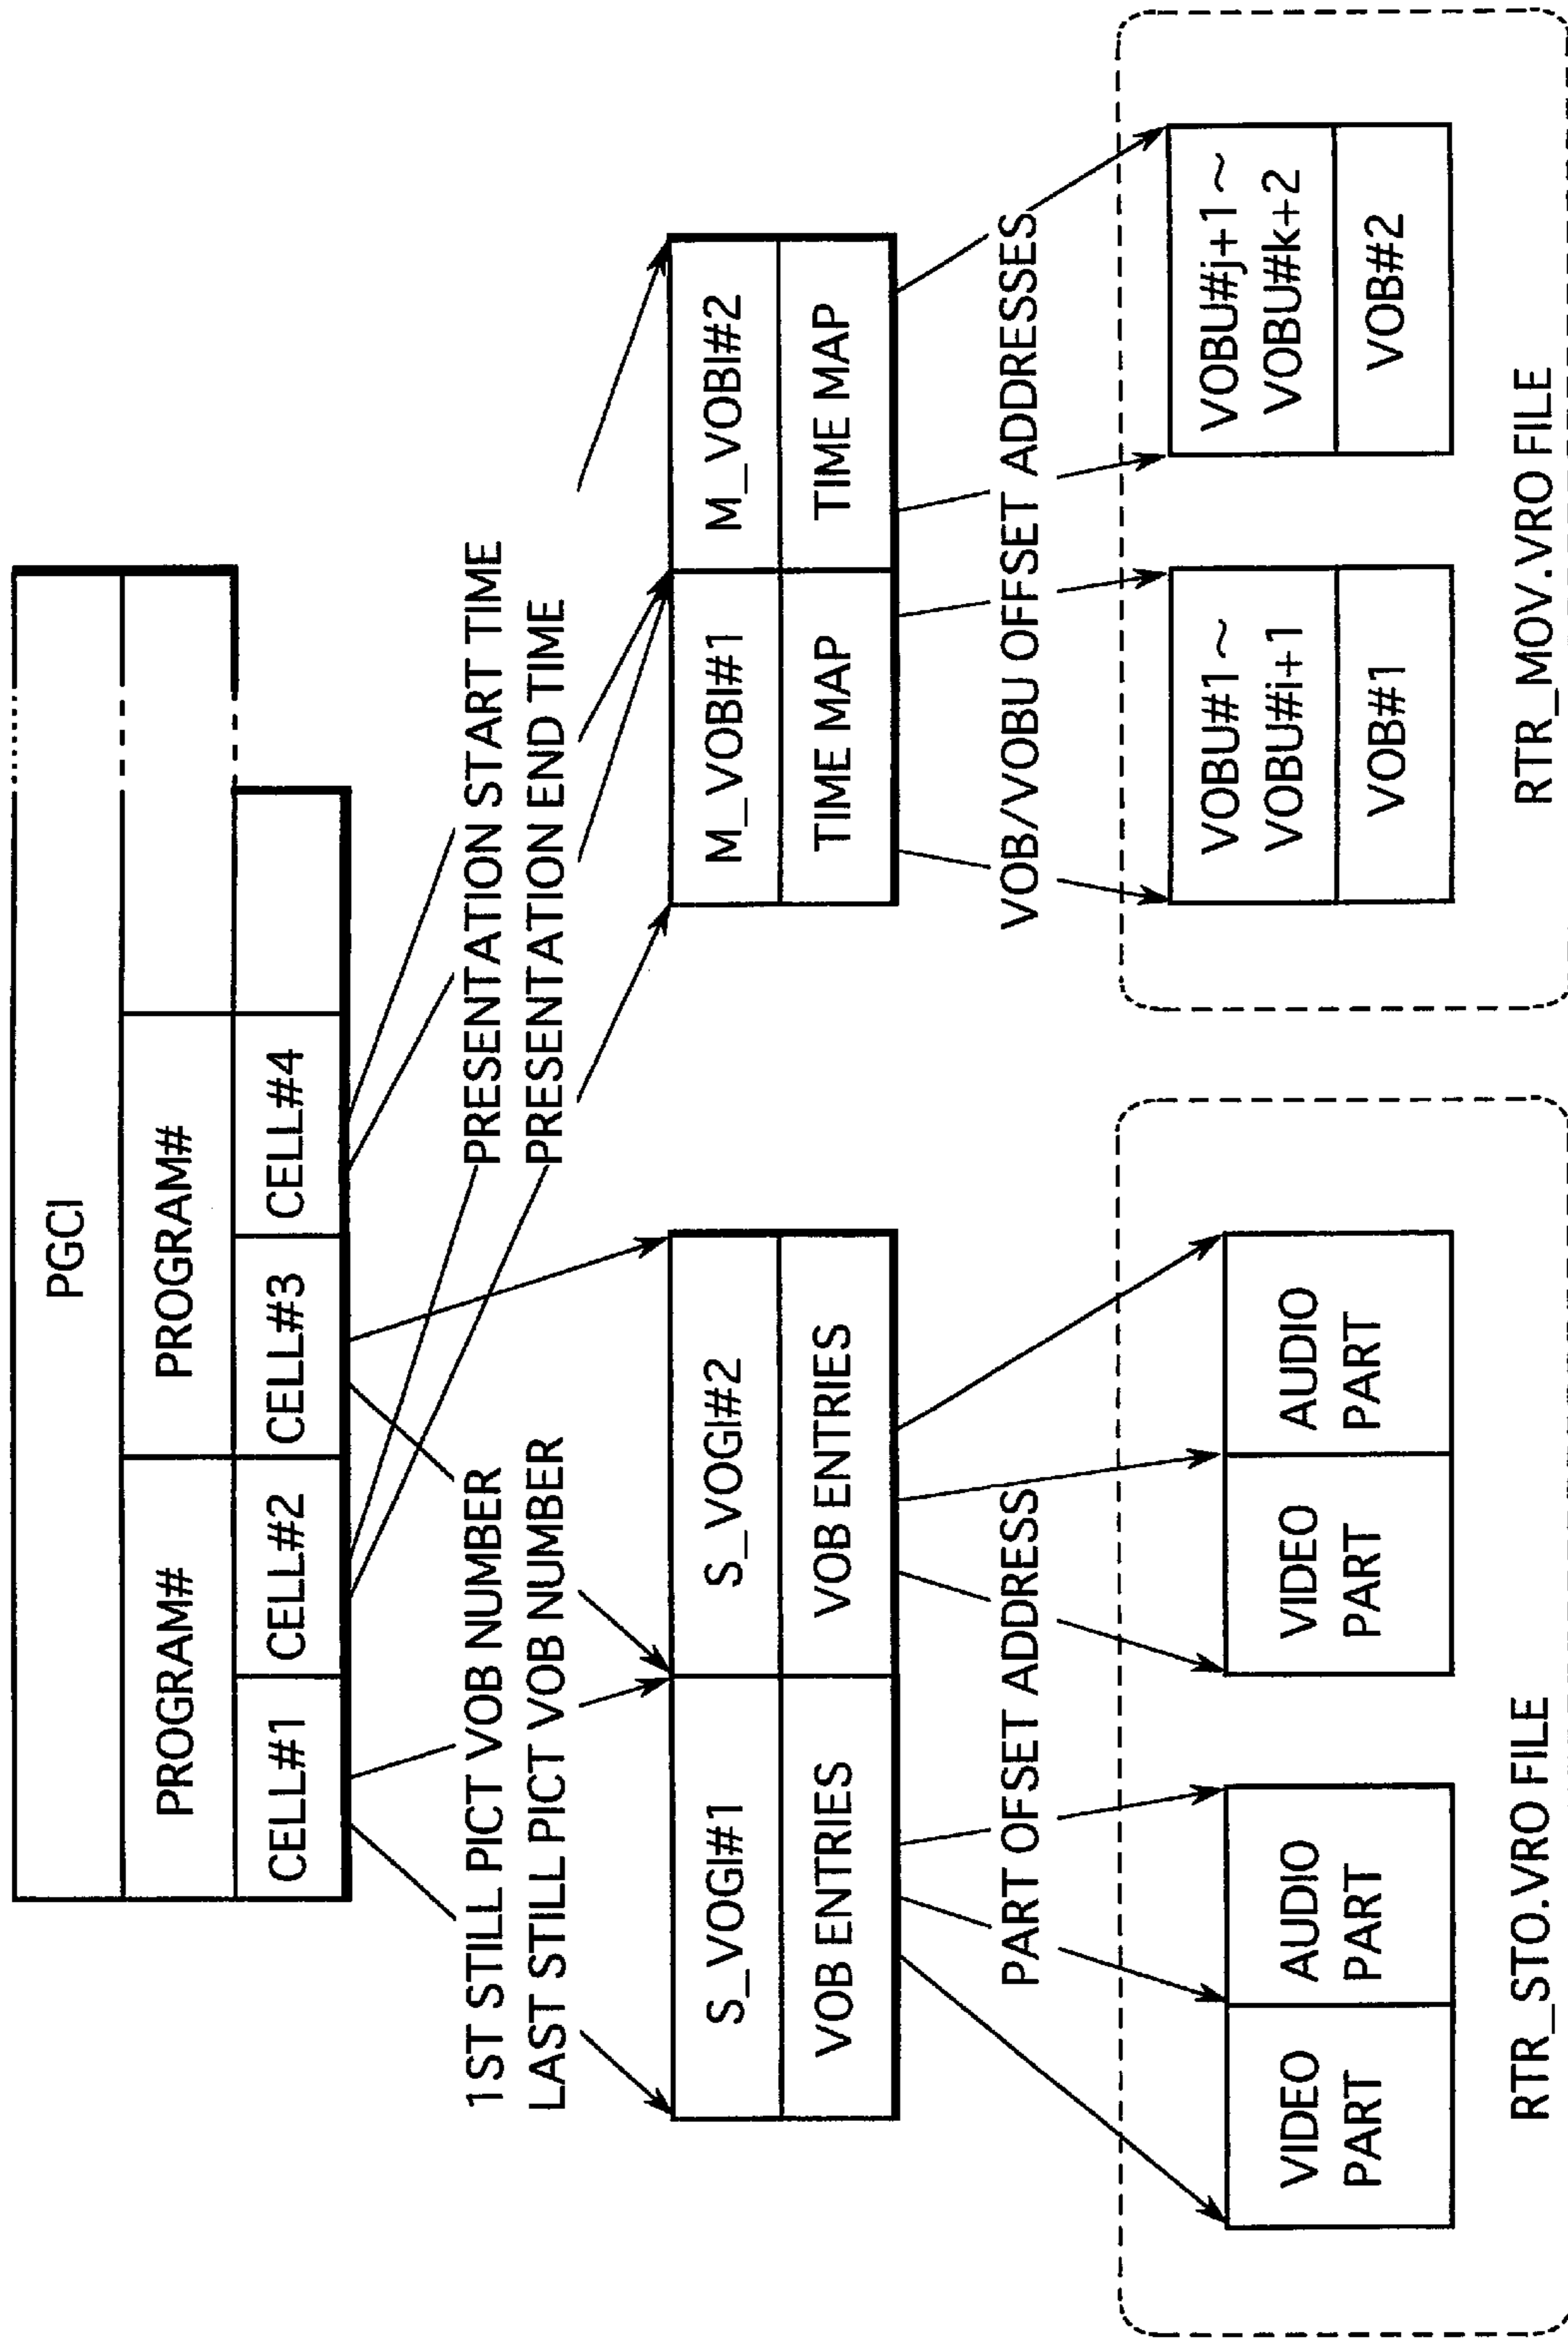 PGCI
PROGRAM#
PROGRAM#
CELL#1
CELL#2
CELL#3
CELL#4
1ST STILL PICT VOB NUMBER
LAST STILL PICT VOB NUMBER
PRESENTATION START TIME
PRESENTATION END TIME
S_VOGI#1
S_VOGI#2
VOB ENTRIES
VOB ENTRIES
M_VOBI#1
M_VOBI#2
TIME MAP
TIME MAP
PART OFFSET ADDRESS
VOB/VOBU OFFSET ADDRESSES
VIDEO
PART
AUDIO
PART
VIDEO
PART
AUDIO
PART
RTR_STO.VRO FILE
VOBU#1 ~
VOBU#i+1
VOB#1
VOBU#j+1 ~
VOBU#k+2
VOB#2
RTR_MOV.VRO FILE